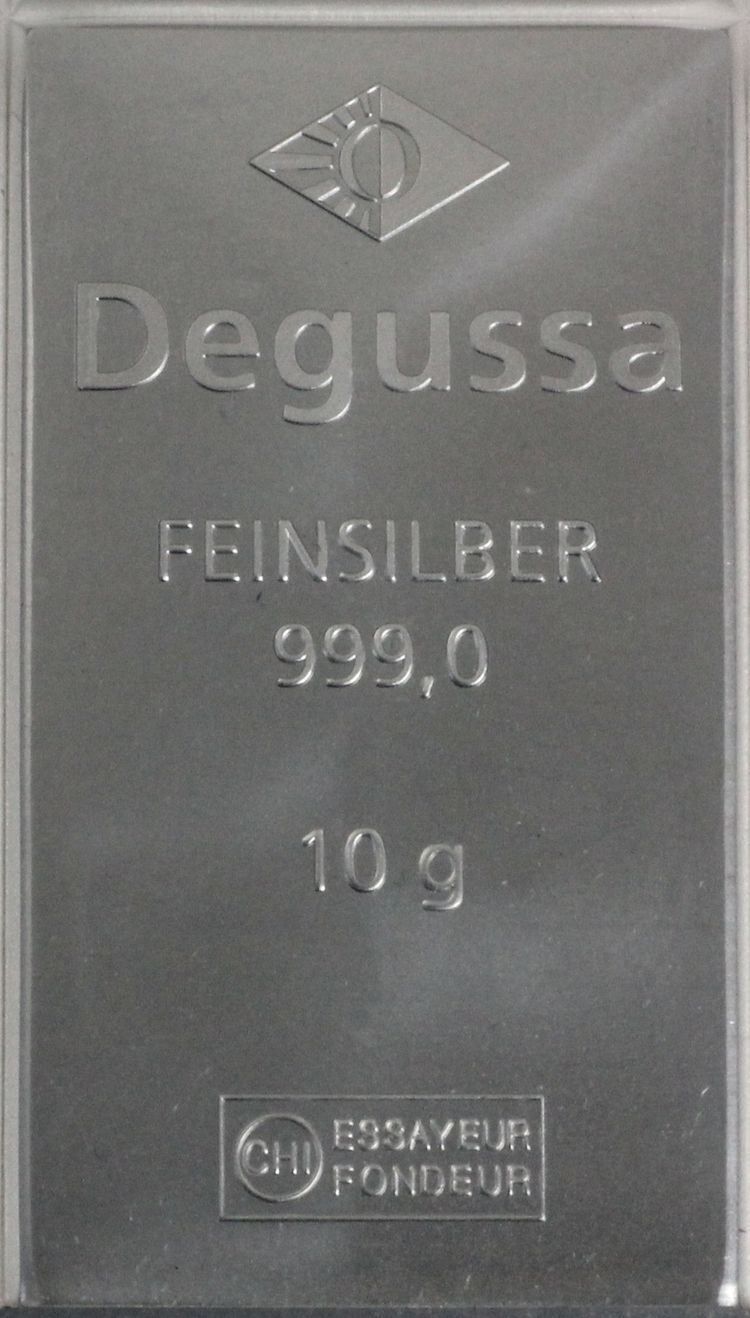 Degussa
FEINSILBER
999,0
10 g
CHI ESSAYEUR
FONDEUR